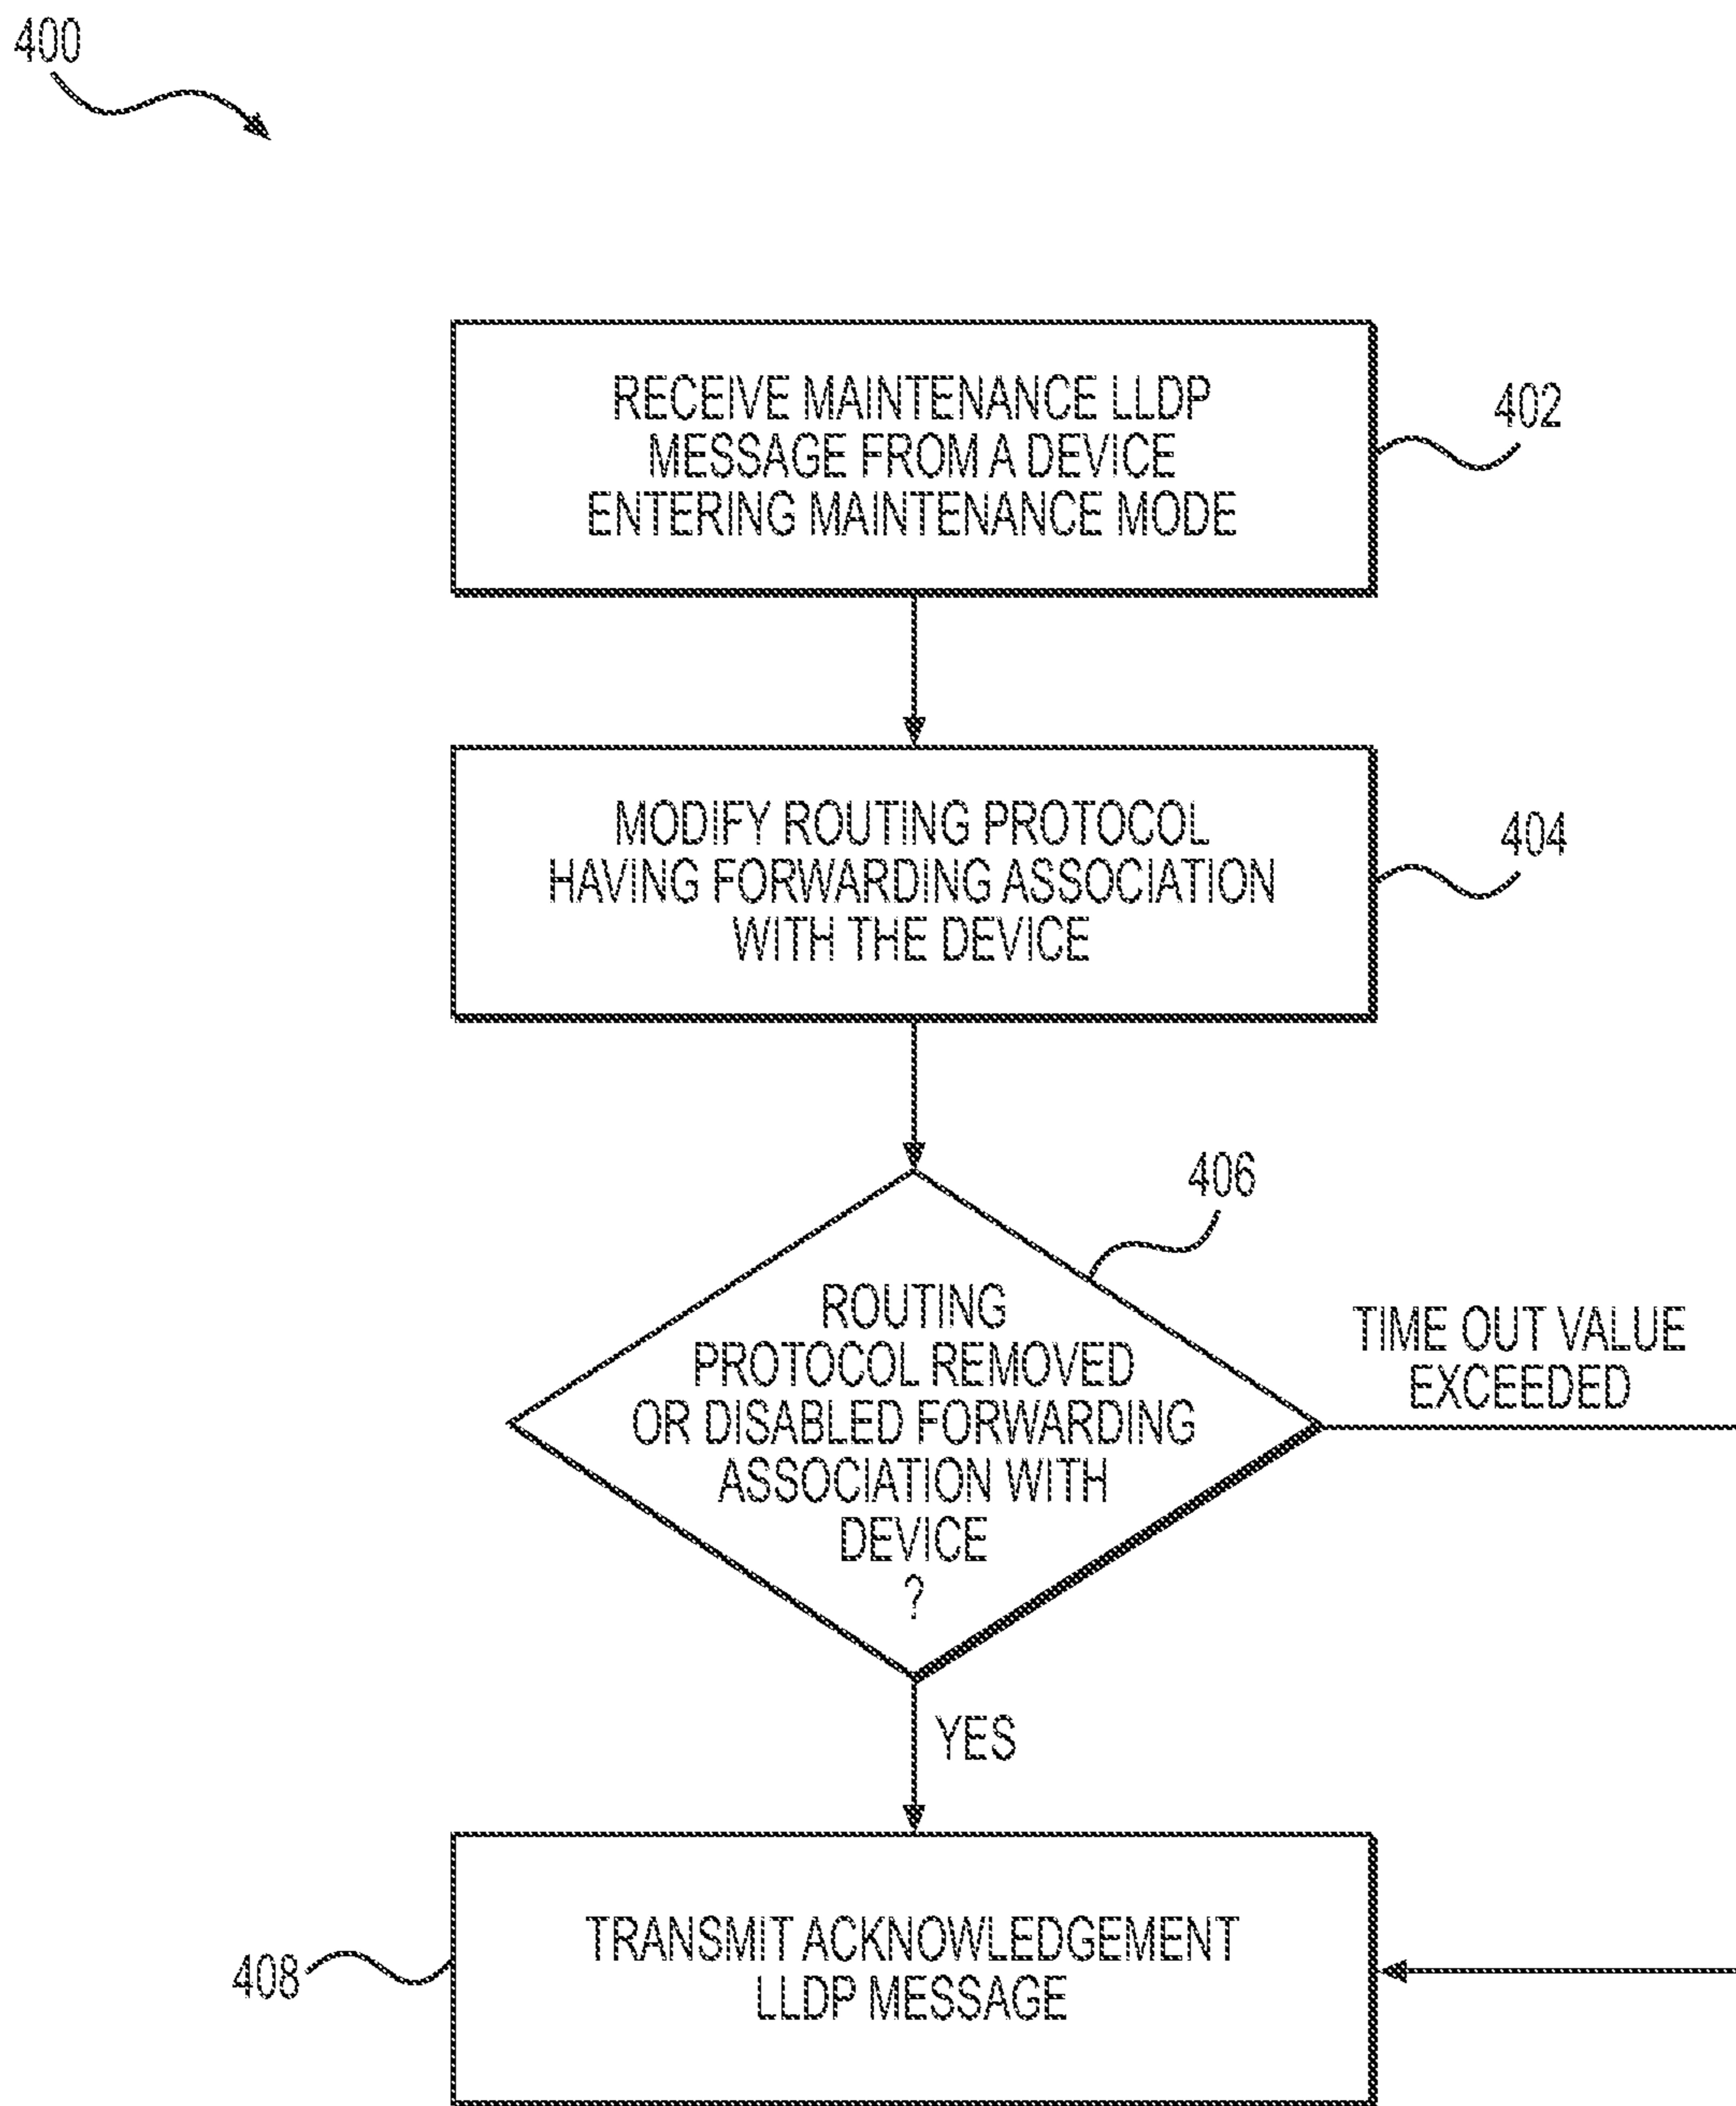 400
RECEIVE MAINTENANCE LLDP
MESSAGE FROM A DEVICE
ENTERING MAINTENANCE MODE
402
MODIFY ROUTING PROTOCOL
HAVING FORWARDING ASSOCIATION
WITH THE DEVICE
404
406
ROUTING
PROTOCOL REMOVED
OR DISABLED FORWARDING
ASSOCIATION WITH
DEVICE
?
TIME OUT VALUE
EXCEEDED
YES
TRANSMIT ACKNOWLEDGEMENT
LLDP MESSAGE
408